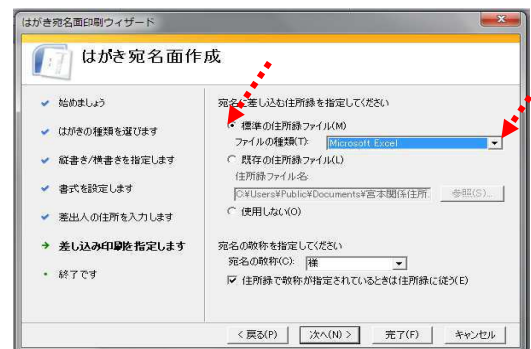 はがき宛名面印刷ウィザード
はがき宛名面作成
始めましょう
はがきの種類を選びます
縦書き/横書きを指定します
書式を設定します
差出人の住所を入力します
差し込み印刷を指定します
終了です
宛名に差し込む住所録を指定してください
標準の住所録ファイル(M)
ファイルの種類(T): Microsoft Excel
既存の住所録ファイル(L)
住所録ファイル名
C:¥Users¥Public¥Documents¥宮本関係住所 参照(S)...
使用しない(O)
宛名の敬称を指定してください
宛名の敬称(C): 様
住所録で敬称が指定されているときは住所録に従う(E)
< 戻る(P) 次へ(N) > 完了(F) キャンセル